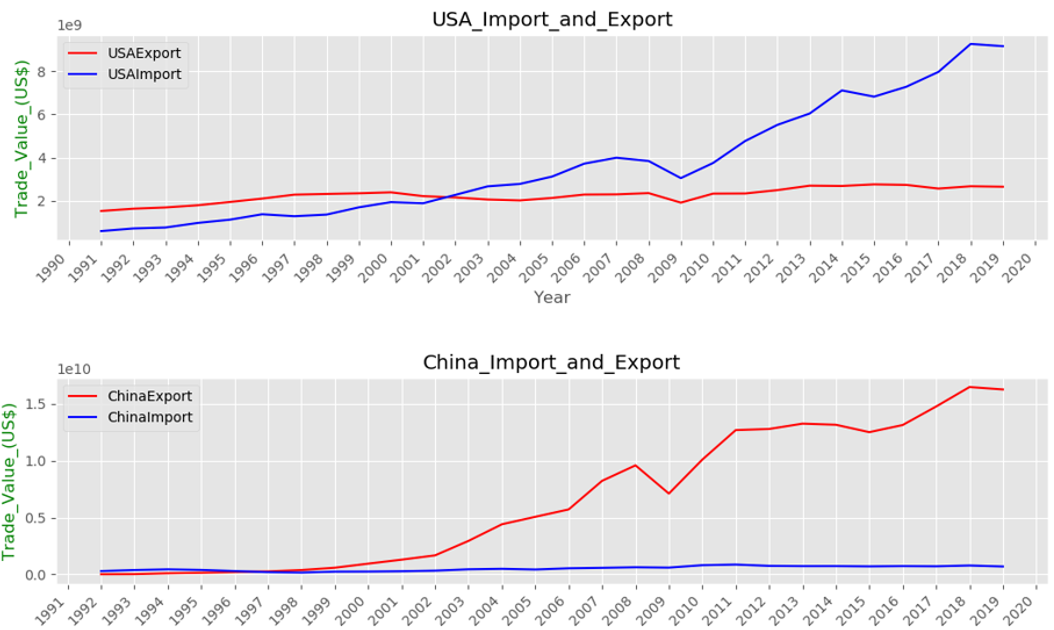 USA_Import_and_Export
1e9
USAExport
USAImport
Trade_Value_(US$)
8
6
4
2
1990 1991 1992 1993 1994 1995 1996 1997 1998 1999 2000 2001 2002 2003 2004 2005 2006 2007 2008 2009 2010 2011 2012 2013 2014 2015 2016 2017 2018 2019 2020
Year
China_Import_and_Export
1e10
ChinaExport
ChinaImport
Trade_Value_(US$)
1.5
1.0
0.5
0.0
1991 1992 1993 1994 1995 1996 1997 1998 1999 2000 2001 2002 2003 2004 2005 2006 2007 2008 2009 2010 2011 2012 2013 2014 2015 2016 2017 2018 2019 2020